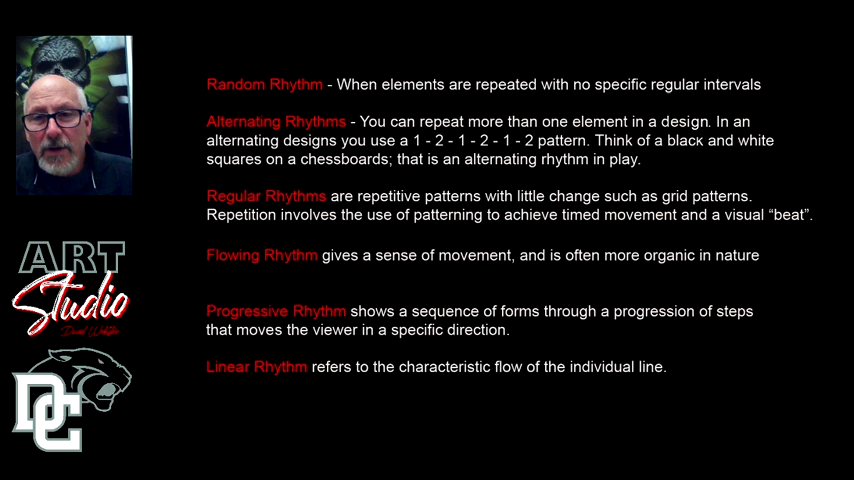 Random Rhythm - When elements are repeated with no specific regular intervals
Alternating Rhythms - You can repeat more than one element in a design. In an
alternating designs you use a 1 - 2 - 1 - 2 - 1 - 2 pattern. Think of a black and white
squares on a chessboards; that is an alternating rhythm in play.
Regular Rhythms are repetitive patterns with little change such as grid patterns.
Repetition involves the use of patterning to achieve timed movement and a visual “beat”.
Flowing Rhythm gives a sense of movement, and is often more organic in nature
Progressive Rhythm shows a sequence of forms through a progression of steps
that moves the viewer in a specific direction.
Linear Rhythm refers to the characteristic flow of the individual line.
ART
Studio
DC